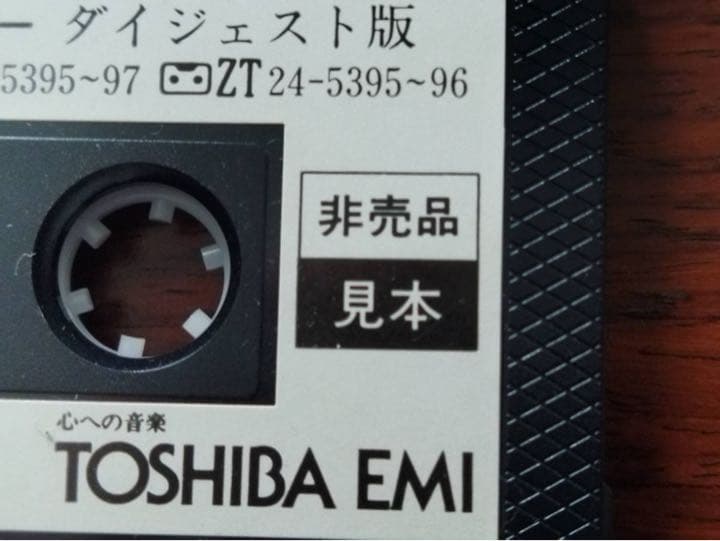 ー ダイジェスト版
5395~97 ZT 24-5395~96
非売品
見本
心への音楽
TOSHIBA EMI